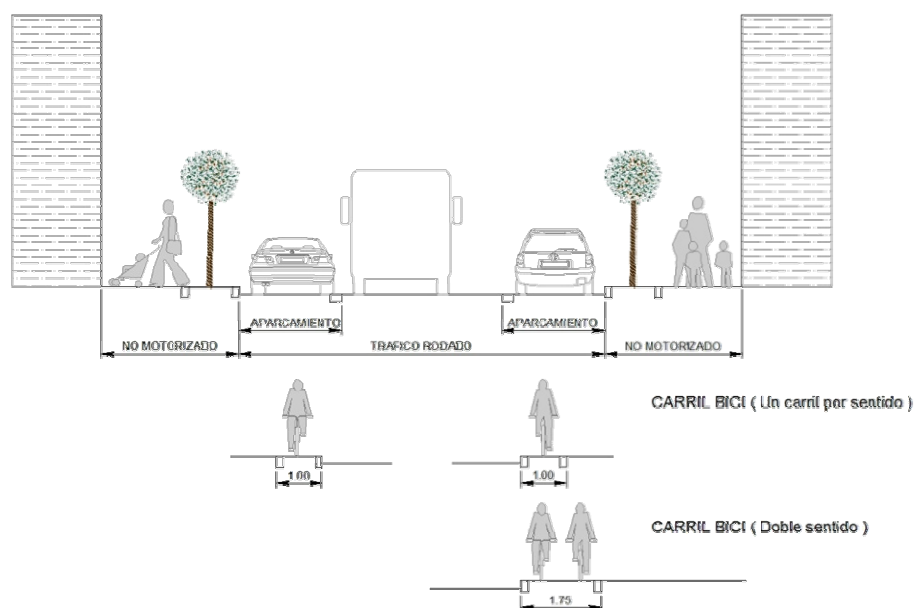 APARCAMIENTO
APARCAMIENTO
NO MOTORIZADO
TRAFICO RODADO
NO MOTORIZADO
CARRIL BICI ( Un carril por sentido )
1.00
1.00
CARRIL BICI ( Doble sentido )
1.75